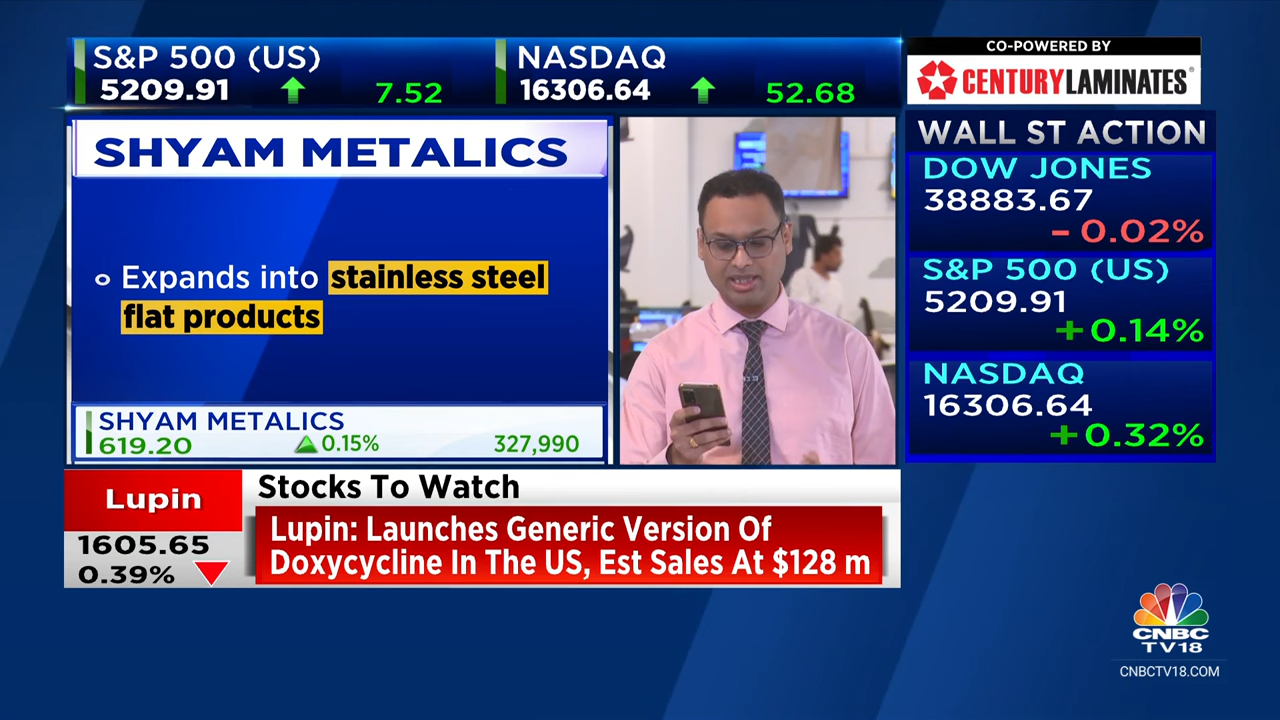 S&P 500 (US)
5209.91 7.52
NASDAQ
16306.64 52.68
CO-POWERED BY
CENTURYLAMINATES®
SHYAM METALICS
Expands into stainless steel
flat products
SHYAM METALICS
619.20 0.15% 327,990
WALL ST ACTION
DOW JONES
38883.67
- 0.02%
S&P 500 (US)
5209.91
+0.14%
NASDAQ
16306.64
+0.32%
Lupin
1605.65
0.39%
Stocks To Watch
Lupin: Launches Generic Version Of
Doxycycline In The US, Est Sales At $128 m
CNBC
TV18
CNBCTV18.COM